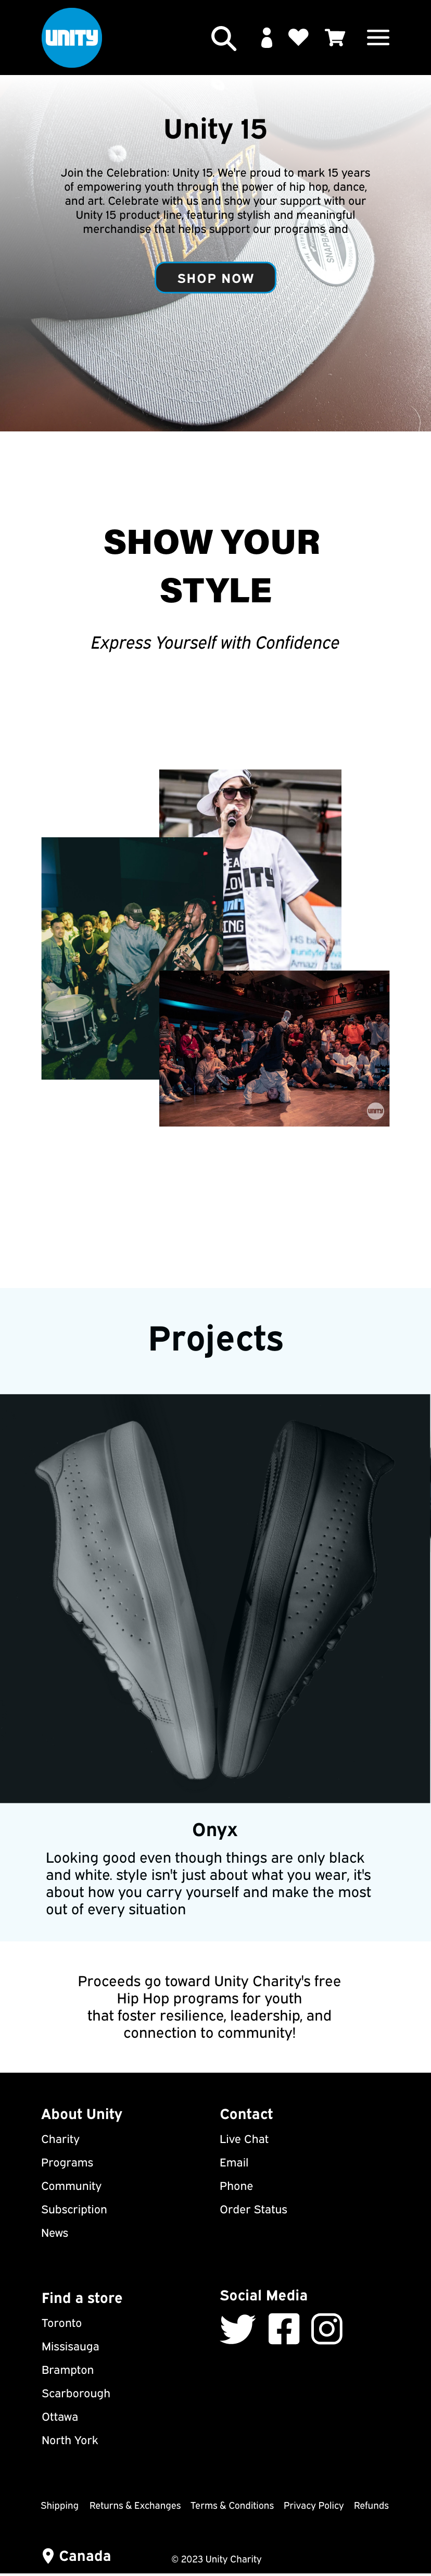 UNITY
Unity 15
Join the Celebration: Unity 15. We're proud to mark 15 years
of empowering youth through the power of hip hop, dance,
and art. Celebrate with us and show your support with our
Unity 15 product line, featuring stylish and meaningful
merchandise that helps support our programs and
SNAPBACK
SHOP NOW
SHOW YOUR
STYLE
Express Yourself with Confidence
Projects
Onyx
Looking good even though things are only black
and white. style isn't just about what you wear, it's
about how you carry yourself and make the most
out of every situation
Proceeds go toward Unity Charity's free
Hip Hop programs for youth
that foster resilience, leadership, and
connection to community!
About Unity
Charity
Programs
Community
Subscription
News
Contact
Live Chat
Email
Phone
Order Status
Find a store
Toronto
Missisauga
Brampton
Scarborough
Ottawa
North York
Social Media
Shipping Returns & Exchanges Terms & Conditions Privacy Policy Refunds
Canada
© 2023 Unity Charity